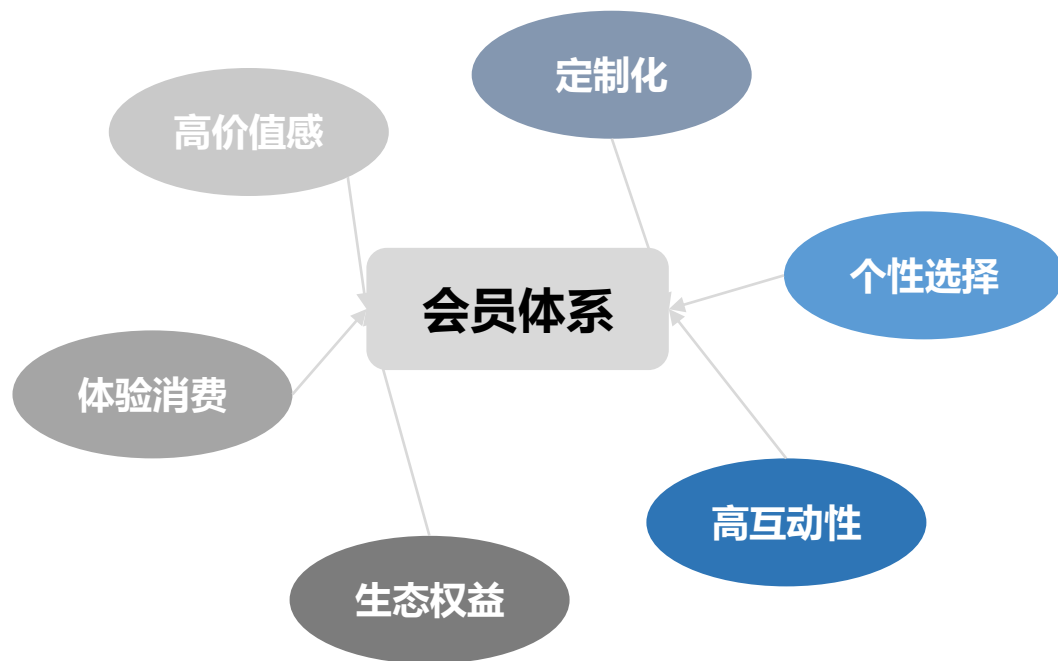 定制化
高价值感
个性选择
会员体系
体验消费
高互动性
生态权益